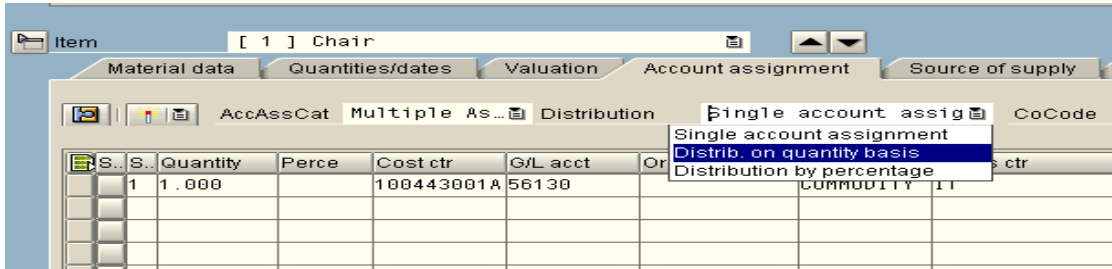 Item [ 1 ] Chair
Material data Quantities/dates Valuation Account assignment Source of supply
AccAssCat Multiple As… Distribution Single account assig CoCode
Single account assignment
Distrib. on quantity basis
Distribution by percentage
S.. S.. Quantity Perce Cost ctr G/L acct Or s ctr
1 1.000 100443001A 56130 COMMODITY IT